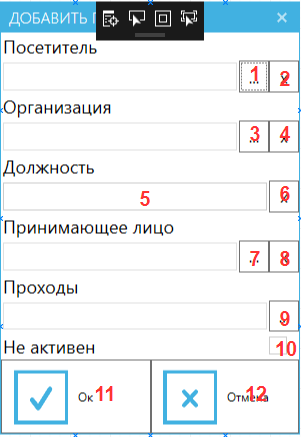 ДОБАВИТЬ
Посетитель
1 ... 2
Организация
3 ... 4
Должность
5 6
Принимающее лицо
7 ... 8
Проходы
9
Не активен 10
Ок 11 Отмена 12